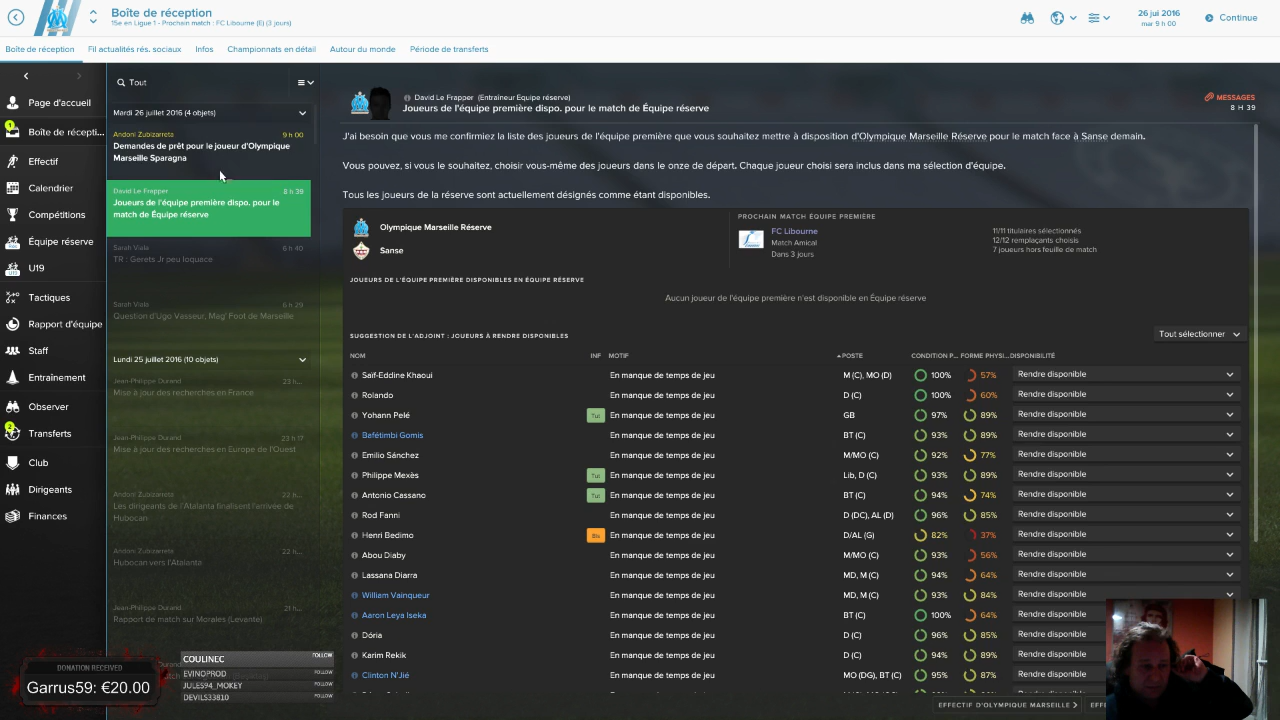 Boîte de réception
15e en Ligue 1 - Prochain match : FC Libourne (E) (3 jours)
26 jui 2016
mar 9 h 00
Continue
Boîte de réception
Fil actualités rés. sociaux
Infos
Championnats en détail
Autour du monde
Période de transferts
Page d'accueil
1
Boîte de récepti...
Effectif
Calendrier
Compétitions
Équipe réserve
U19
Tactiques
Rapport d'équipe
Staff
Entraînement
Observer
2
Transferts
Club
Dirigeants
Finances
Tout
Mardi 26 juillet 2016 (4 objets)
Andoni Zubizarreta 9 h 00
Demandes de prêt pour le joueur d'Olympique
Marseille Sparagna
David Le Frapper 8 h 39
Joueurs de l'équipe première dispo. pour le
match de Équipe réserve
Sarah Viala 6 h 40
TR : Gerets Jr peu loquace
Sarah Viala 6 h 29
Question d'Ugo Vasseur, Mag' Foot de Marseille
Lundi 25 juillet 2016 (10 objets)
Jean-Philippe Durand 23 h...
Mise à jour des recherches en France
Jean-Philippe Durand 23 h 17
Mise à jour des recherches en Europe de l'Ouest
Andoni Zubizarreta 22 h...
Les dirigeants de l'Atalanta finalisent l'arrivée de
Hubocan
Andoni Zubizarreta 22 h...
Hubocan vers l'Atalanta
Jean-Philippe Durand 21 h...
Rapport de match sur Morales (Levante)
David Le Frapper (Entraîneur Équipe réserve)
Joueurs de l'équipe première dispo. pour le match de Équipe réserve
MESSAGES
8 H 39
J'ai besoin que vous me confirmiez la liste des joueurs de l'équipe première que vous souhaitez mettre à disposition d'Olympique Marseille Réserve pour le match face à Sanse demain.
Vous pouvez, si vous le souhaitez, choisir vous-même des joueurs dans le onze de départ. Chaque joueur choisi sera inclus dans ma sélection d'équipe.
Tous les joueurs de la réserve sont actuellement désignés comme étant disponibles.
Olympique Marseille Réserve
Sanse
PROCHAIN MATCH ÉQUIPE PREMIÈRE
FC Libourne
Match Amical
Dans 3 jours
11/11 titulaires sélectionnés
12/12 remplaçants choisis
7 joueurs hors feuille de match
JOUEURS DE L'ÉQUIPE PREMIÈRE DISPONIBLES EN ÉQUIPE RÉSERVE
Aucun joueur de l'équipe première n'est disponible en Équipe réserve
SUGGESTION DE L'ADJOINT : JOUEURS À RENDRE DISPONIBLES
Tout sélectionner
NOM INF MOTIF POSTE CONDITION P... FORME PHYSI... DISPONIBILITÉ
Saïf-Eddine Khaoui En manque de temps de jeu M (C), MO (D) 100% 57% Rendre disponible
Rolando En manque de temps de jeu D (C) 100% 60% Rendre disponible
Yohann Pelé Tuc En manque de temps de jeu GB 97% 89% Rendre disponible
Bafétimbi Gomis En manque de temps de jeu BT (C) 93% 89% Rendre disponible
Emilio Sánchez En manque de temps de jeu M/MO (C) 92% 77% Rendre disponible
Philippe Mexès Tuc En manque de temps de jeu Lib, D (C) 93% 89% Rendre disponible
Antonio Cassano Tuc En manque de temps de jeu BT (C) 94% 74% Rendre disponible
Rod Fanni En manque de temps de jeu D (DC), AL (D) 96% 85% Rendre disponible
Henri Bedimo Bls En manque de temps de jeu D/AL (G) 82% 37% Rendre disponible
Abou Diaby En manque de temps de jeu M/MO (C) 93% 56% Rendre disponible
Lassana Diarra En manque de temps de jeu MD, M (C) 94% 64% Rendre disponible
William Vainqueur En manque de temps de jeu MD, M (C) 93% 84% Rendre disponible
Aaron Leya Iseka En manque de temps de jeu BT (C) 100% 64% Rendre disponible
Dória En manque de temps de jeu D (C) 96% 85% Rendre disponible
Karim Rekik En manque de temps de jeu D (C) 94% 89% Rendre disponible
Clinton N'Jié En manque de temps de jeu MO (DG), BT (C) 95% 87% Rendre disponible
EFFECTIF D'OLYMPIQUE MARSEILLE
DONATION RECEIVED
Garrus59: €20.00
COULINEC FOLLOW
EVINOPROD FOLLOW
JULES94_MOKEY FOLLOW
DEVILS33810 FOLLOW